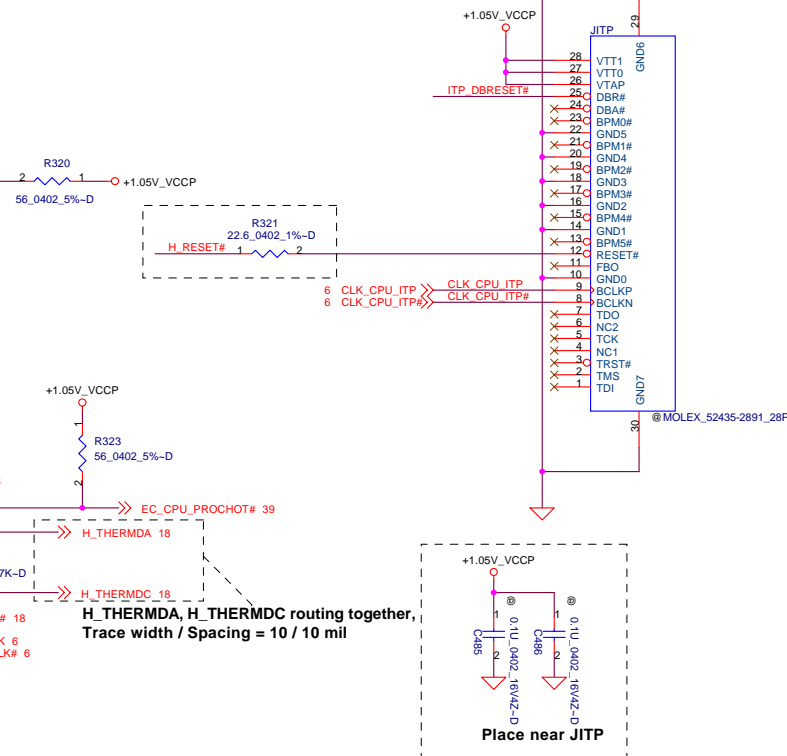 +1.05V_VCCP
29
JITP
GND6
28 VTT1
27 VTT0
26 VTAP
ITP_DBRESET# 25 DBR#
24 DBA#
23 BPM0#
22 GND5
21 BPM1#
20 GND4
19 BPM2#
18 GND3
17 BPM3#
16 GND2
15 BPM4#
14 GND1
13 BPM5#
12 RESET#
11 FBO
10 GND0
6 CLK_CPU_ITP CLK_CPU_ITP 9 BCLKP
6 CLK_CPU_ITP# CLK_CPU_ITP# 8 BCLKN
7 TDO
6 NC2
5 TCK
4 NC1
3 TRST#
2 TMS
1 TDI
GND7
30
@ MOLEX_52435-2891_28P
R320
2 1 +1.05V_VCCP
56_0402_5%~D
R321
22.6_0402_1%~D
H_RESET# 1 2
+1.05V_VCCP
1
R323
56_0402_5%~D
2
EC_CPU_PROCHOT# 39
H_THERMDA 18
7K~D
H_THERMDC 18
# 18
K 6
LK# 6
H_THERMDA, H_THERMDC routing together,
Trace width / Spacing = 10 / 10 mil
+1.05V_VCCP
1 @ 1 @
C485 0.1U_0402_16V4Z~D
C486 0.1U_0402_16V4Z~D
2 2
Place near JITP